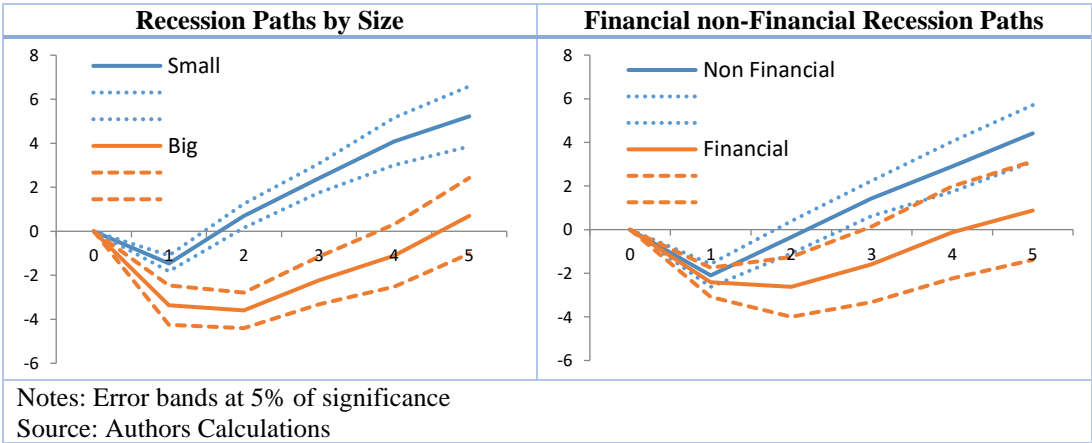 Recession Paths by Size
8
6
4
2
0
-2
-4
-6
0 1 2 3 4 5
Small
Big
Financial non-Financial Recession Paths
8
6
4
2
0
-2
-4
-6
0 1 2 3 4 5
Non Financial
Financial
Notes: Error bands at 5% of significance
Source: Authors Calculations